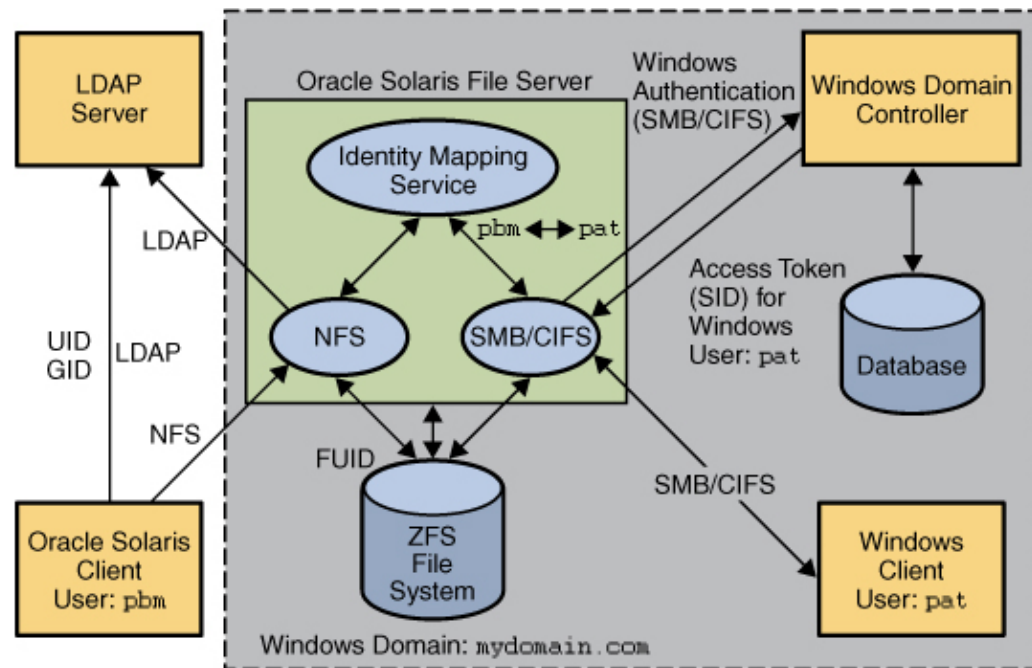 LDAP
Server
Oracle Solaris File Server
Windows
Authentication
(SMB/CIFS)
Windows Domain
Controller
Identity Mapping
Service
pbm
pat
LDAP
NFS
SMB/CIFS
Access Token
(SID) for
Windows
User: pat
Database
UID
GID
LDAP
NFS
FUID
ZFS
File
System
SMB/CIFS
Oracle Solaris
Client
User: pbm
Windows
Client
User: pat
Windows Domain: mydomain.com